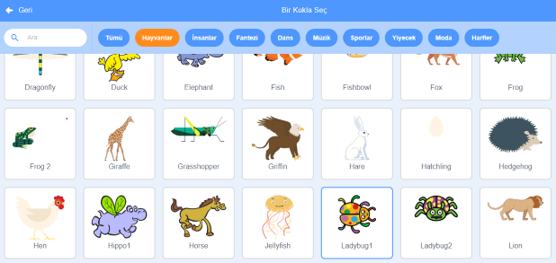 Geri
Bir Kukla Seç
Ara
Tümü Hayvanlar İnsanlar Fantezi Dans Müzik Sporlar Yiyecek Moda Harfler
Dragonfly Duck Elephant Fish Fishbowl Fox Frog
Frog 2 Giraffe Grasshopper Griffin Hare Hatchling Hedgehog
Hen Hippo1 Horse Jellyfish Ladybug1 Ladybug2 Lion